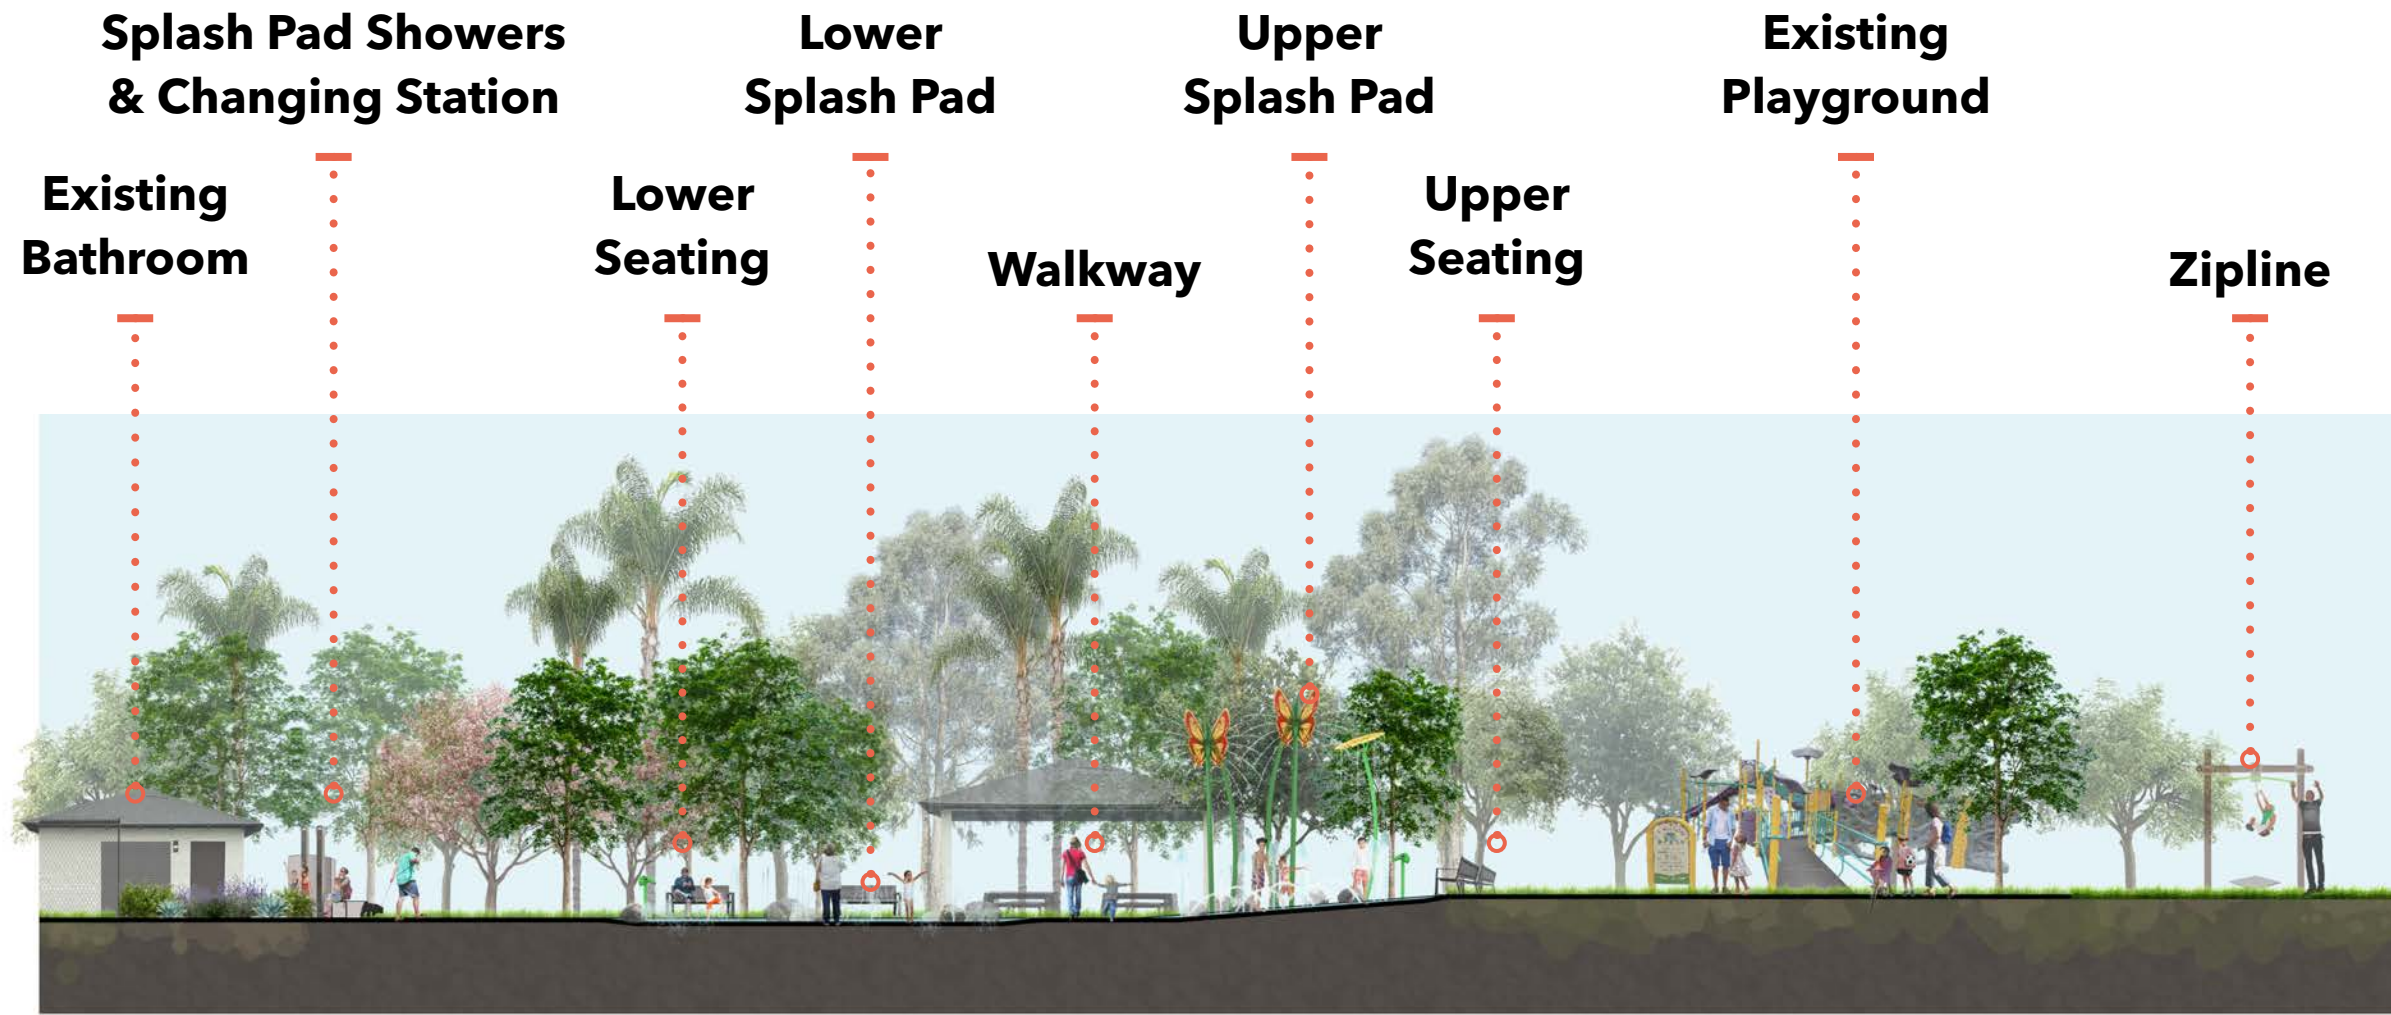 Splash Pad Showers
& Changing Station
Lower
Splash Pad
Upper
Splash Pad
Existing
Playground
Existing
Bathroom
Lower
Seating
Walkway
Upper
Seating
Zipline